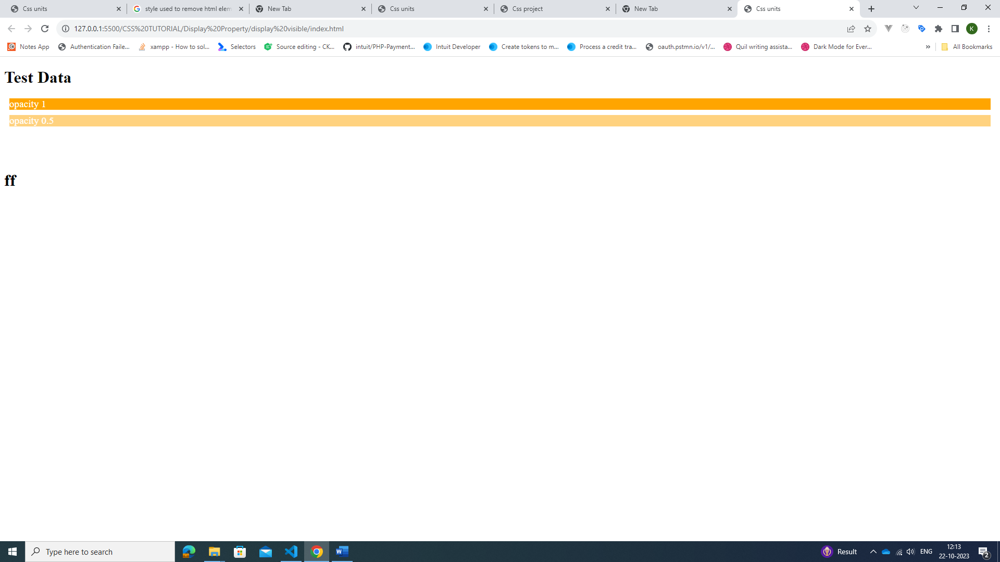 Css units
style used to remove html elem
New Tab
Css units
Css project
New Tab
Css units
127.0.0.1:5500/CSS%20TUTORIAL/Display%20Property/display%20visible/index.html
K
Notes App
Authentication Faile...
xampp - How to sol...
Selectors
Source editing - CK...
intuit/PHP-Payment...
Intuit Developer
Create tokens to m...
Process a credit tra...
oauth.pstmn.io/v1/...
Quil writing assista...
Dark Mode for Ever...
»
All Bookmarks
Test Data
opacity 1
opacity 0.5
ff
Type here to search
Result
ENG
12:13
22-10-2023
2